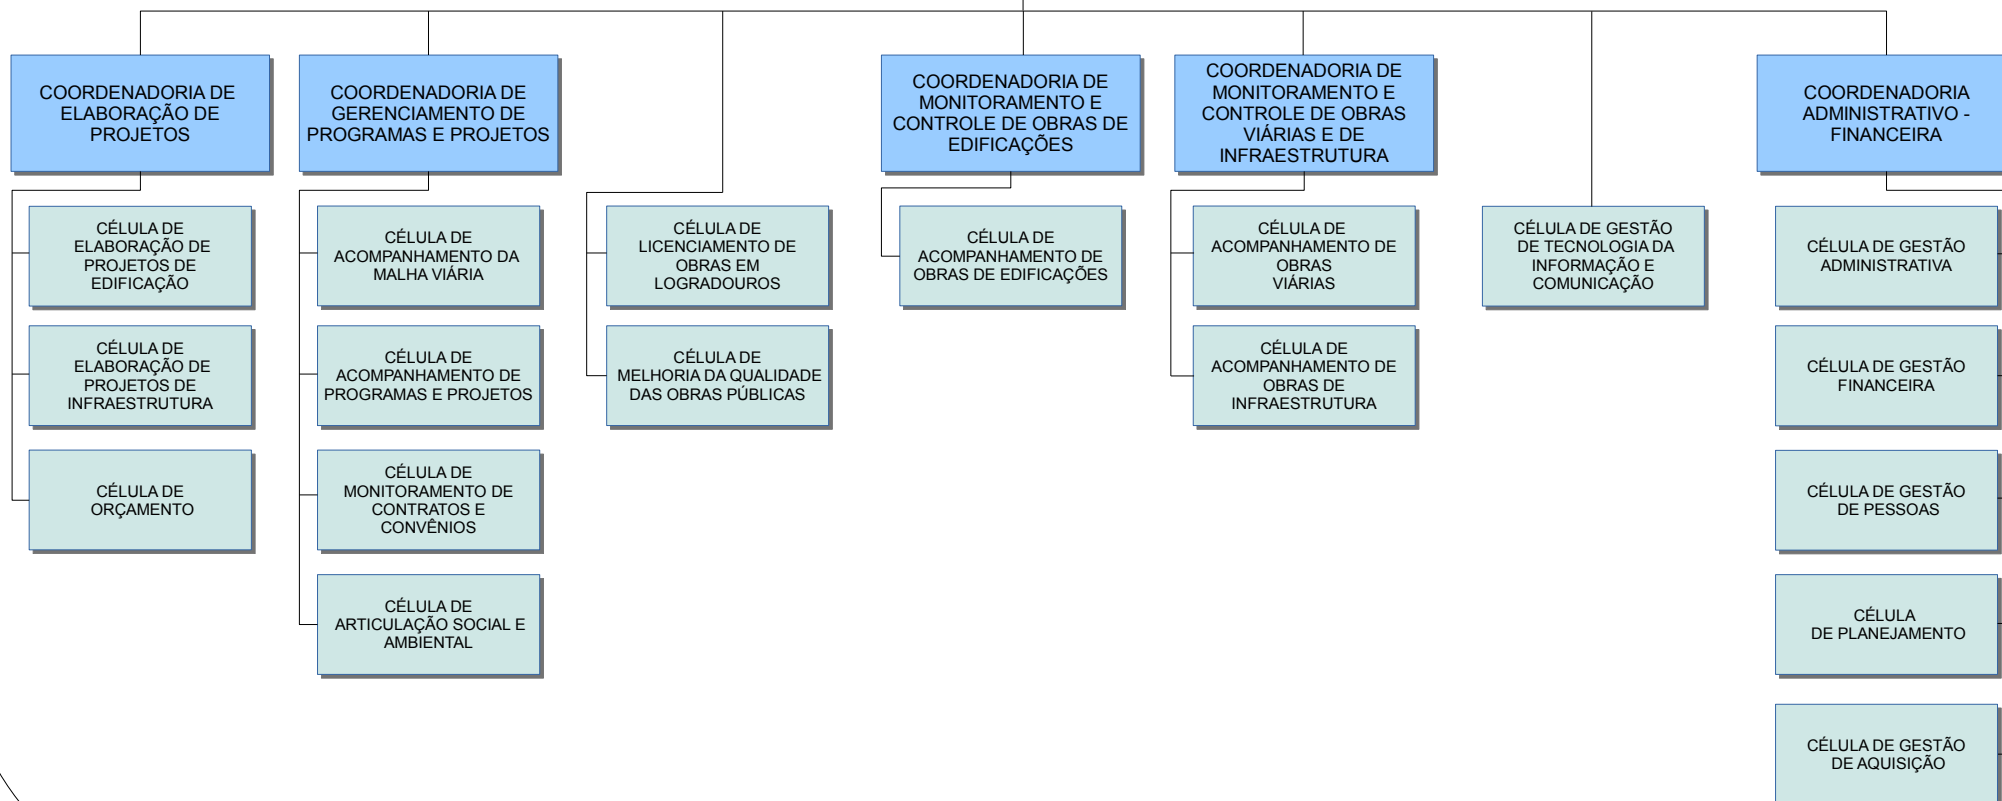 COORDENADORIA DE
ELABORAÇÃO DE
PROJETOS
COORDENADORIA DE
GERENCIAMENTO DE
PROGRAMAS E PROJETOS
COORDENADORIA DE
MONITORAMENTO E
CONTROLE DE OBRAS DE
EDIFICAÇÕES
COORDENADORIA DE
MONITORAMENTO E
CONTROLE DE OBRAS
VIÁRIAS E DE
INFRAESTRUTURA
COORDENADORIA
ADMINISTRATIVO -
FINANCEIRA
CÉLULA DE
ELABORAÇÃO DE
PROJETOS DE
EDIFICAÇÃO
CÉLULA DE
ACOMPANHAMENTO DA
MALHA VIÁRIA
CÉLULA DE
LICENCIAMENTO DE
OBRAS EM
LOGRADOUROS
CÉLULA DE
ACOMPANHAMENTO DE
OBRAS DE EDIFICAÇÕES
CÉLULA DE
ACOMPANHAMENTO DE
OBRAS
VIÁRIAS
CÉLULA DE GESTÃO
DE TECNOLOGIA DA
INFORMAÇÃO E
COMUNICAÇÃO
CÉLULA DE GESTÃO
ADMINISTRATIVA
CÉLULA DE
ELABORAÇÃO DE
PROJETOS DE
INFRAESTRUTURA
CÉLULA DE
ACOMPANHAMENTO DE
PROGRAMAS E PROJETOS
CÉLULA DE
MELHORIA DA QUALIDADE
DAS OBRAS PÚBLICAS
CÉLULA DE
ACOMPANHAMENTO DE
OBRAS DE
INFRAESTRUTURA
CÉLULA DE GESTÃO
FINANCEIRA
CÉLULA DE
ORÇAMENTO
CÉLULA DE
MONITORAMENTO DE
CONTRATOS E
CONVÊNIOS
CÉLULA DE GESTÃO
DE PESSOAS
CÉLULA DE
ARTICULAÇÃO SOCIAL E
AMBIENTAL
CÉLULA
DE PLANEJAMENTO
CÉLULA DE GESTÃO
DE AQUISIÇÃO